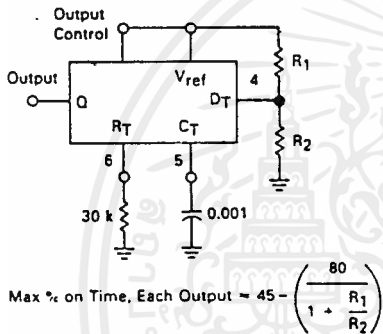 Output
Control
Output
Q
Vref
4
DT
R1
R2
RT
CT
6
5
30 k
0.001
Max % on Time, Each Output ≈ 45 - ( 80 / 1 + R1 / R2 )